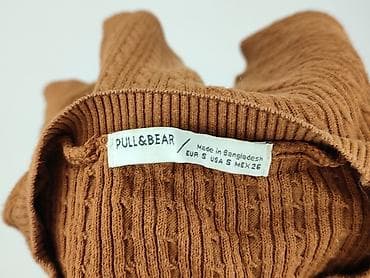 PULL&BEAR
Made in Bangladesh
EUR S USA S MEX 26